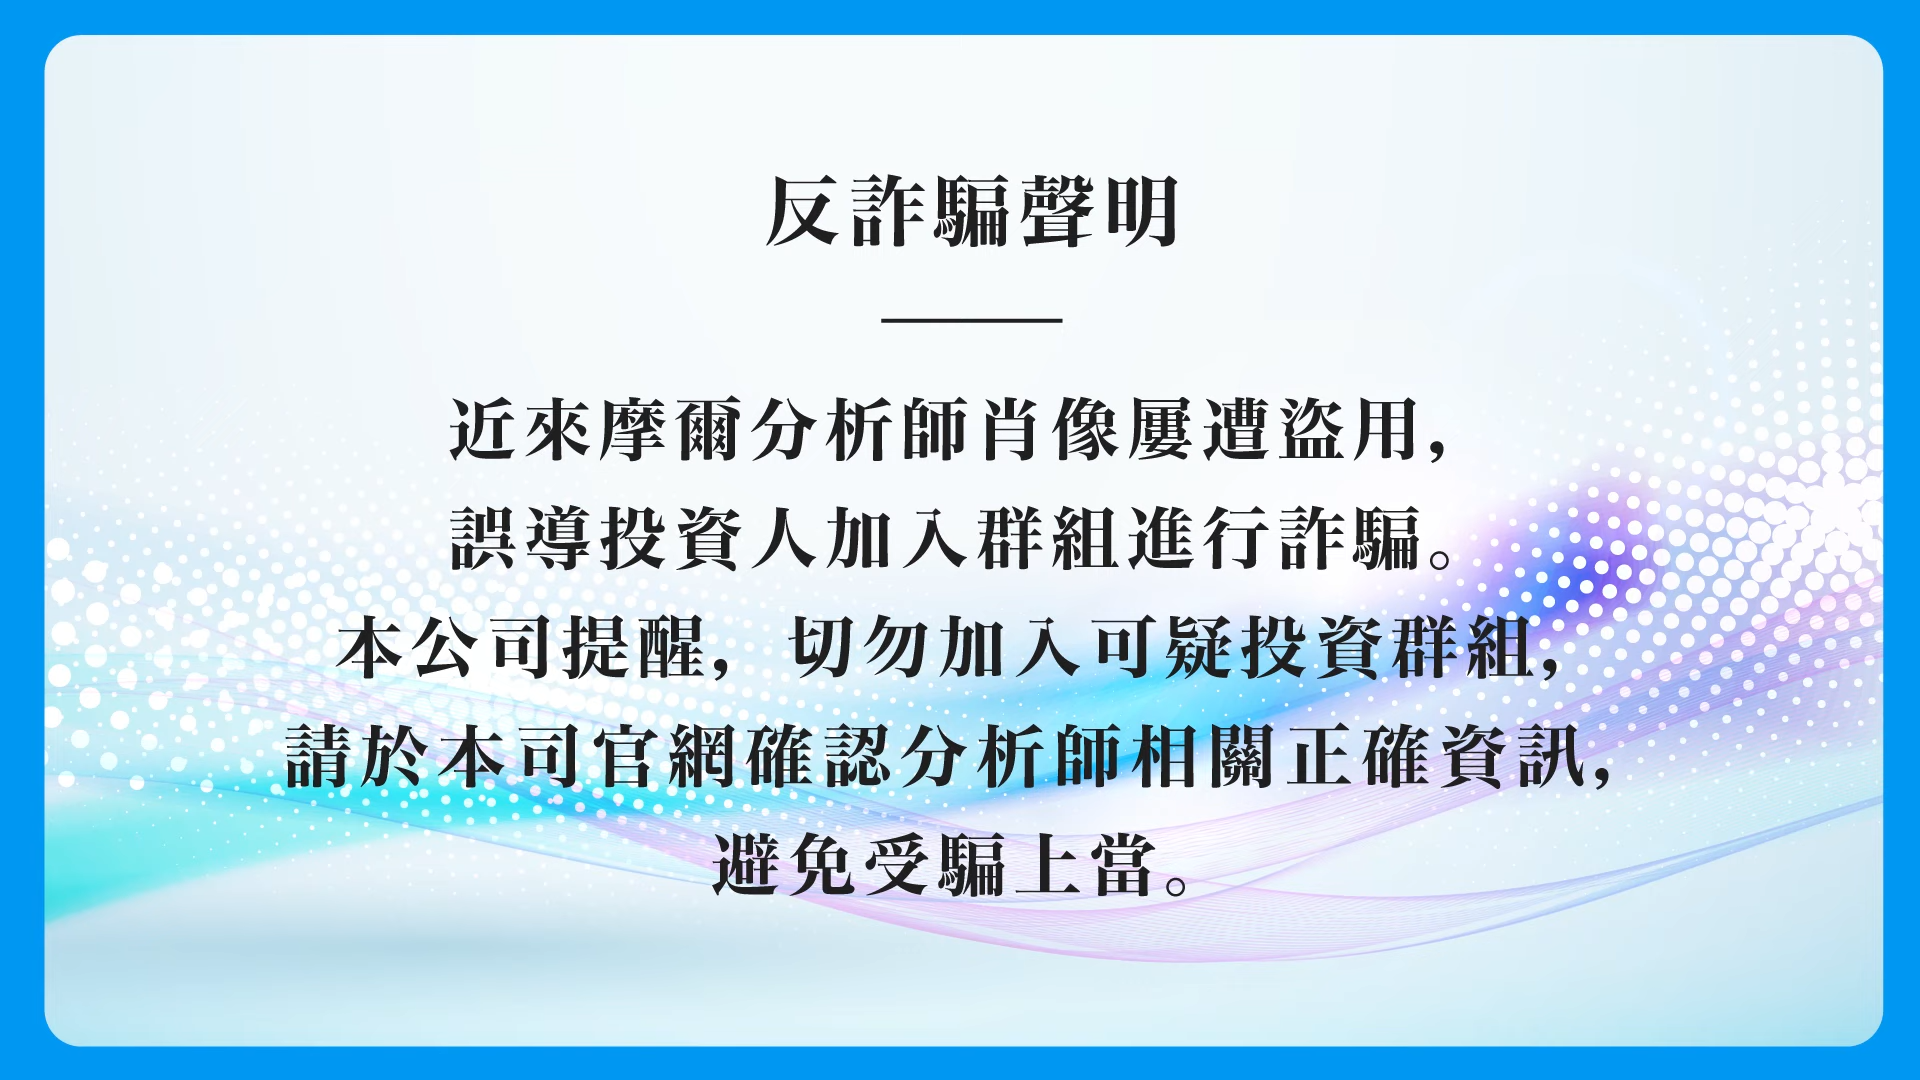 反詐騙聲明
近來摩爾分析師肖像屢遭盜用，
誤導投資人加入群組進行詐騙。
本公司提醒，切勿加入可疑投資群組，
請於本司官網確認分析師相關正確資訊，
避免受騙上當。